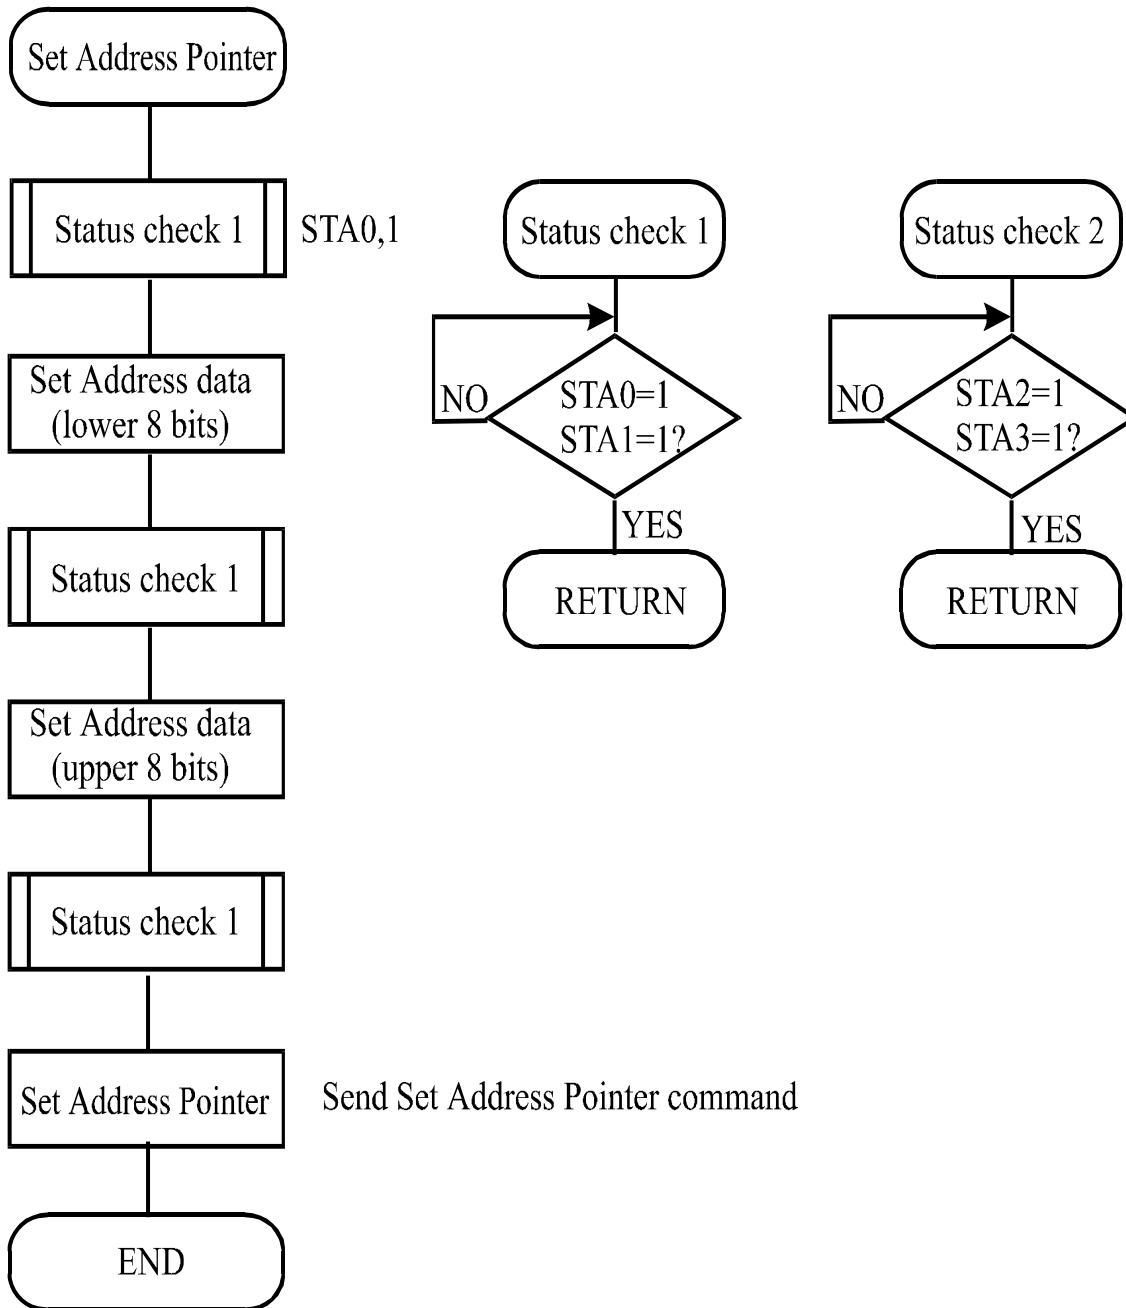 Set Address Pointer
Status check 1
STA0,1
Set Address data
(lower 8 bits)
Status check 1
Set Address data
(upper 8 bits)
Status check 1
Set Address Pointer
Send Set Address Pointer command
END
Status check 1
STA0=1
STA1=1?
NO
YES
RETURN
Status check 2
STA2=1
STA3=1?
NO
YES
RETURN